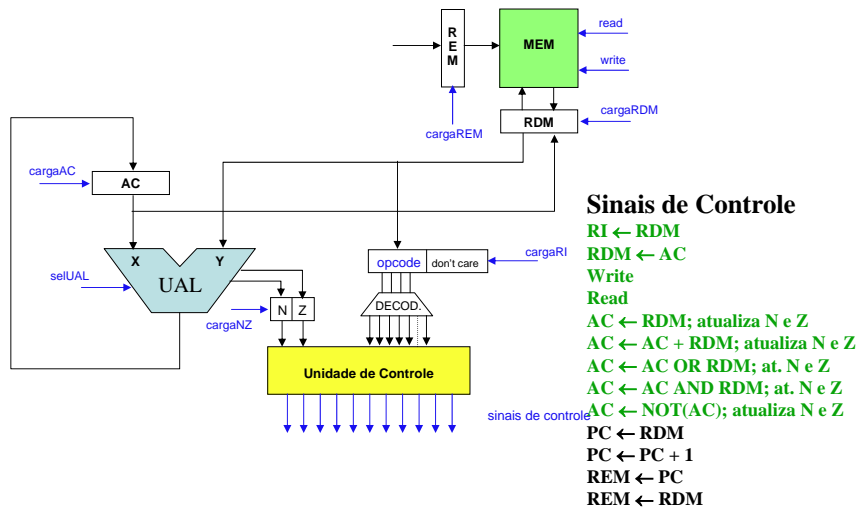 R
E
M
MEM
read
write
cargaREM
RDM
cargaRDM
cargaAC
AC
X
Y
UAL
selUAL
opcode
don't care
cargaRI
N
Z
cargaNZ
DECOD.
Unidade de Controle
sinais de controle
Sinais de Controle
RI ← RDM
RDM ← AC
Write
Read
AC ← RDM; atualiza N e Z
AC ← AC + RDM; atualiza N e Z
AC ← AC OR RDM; at. N e Z
AC ← AC AND RDM; at. N e Z
AC ← NOT(AC); atualiza N e Z
PC ← RDM
PC ← PC + 1
REM ← PC
REM ← RDM